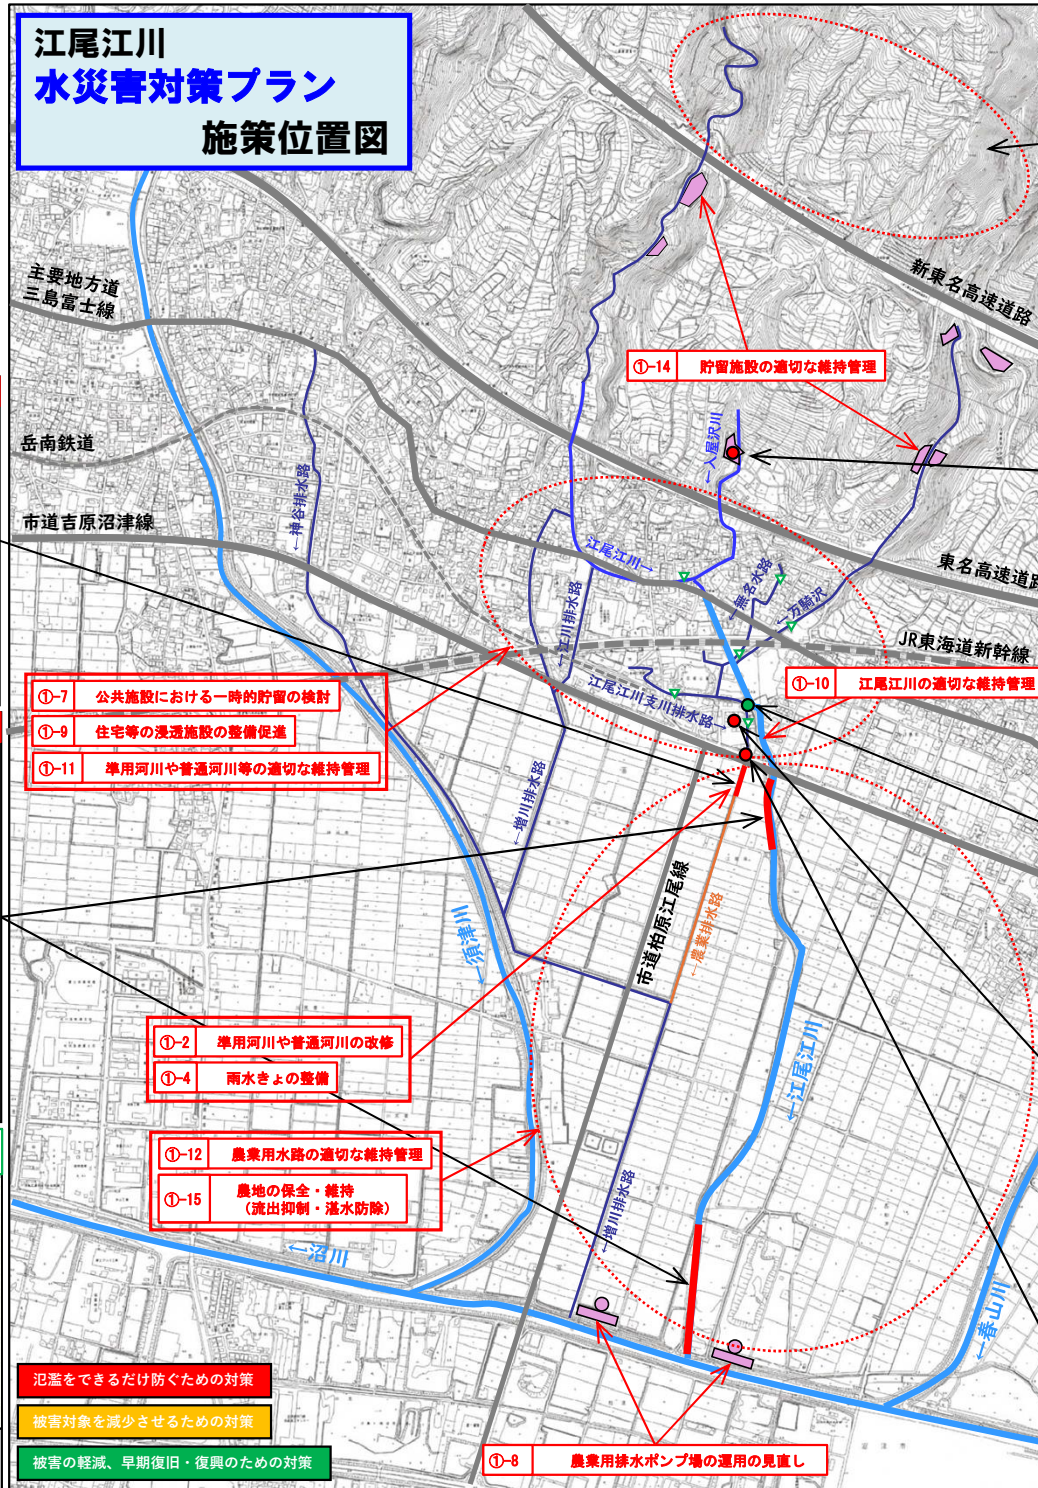 江尾江川
水災害対策プラン
施策位置図
主要地方道
三島富士線
新東名高速道路
①-14 貯留施設の適切な維持管理
岳南鉄道
←入屋沢川
←神谷排水路
市道吉原沼津線
江尾江川→
東名高速道路
←無名水路
←万騎沢
←江川排水路
JR東海道新幹線
①-7 公共施設における一時的貯留の検討
①-9 住宅等の浸透施設の整備促進
①-11 準用河川や普通河川等の適切な維持管理
①-10 江尾江川の適切な維持管理
江尾江川支川排水路→
←増川排水路
市道柏原江尾線
←農業排水路
←須津川
①-2 準用河川や普通河川の改修
①-4 雨水きょの整備
←江尾江川
①-12 農業用水路の適切な維持管理
①-15 農地の保全・維持
(流出抑制・湛水防除)
←増川排水路
←沼川
←春山川
氾濫をできるだけ防ぐための対策
被害対象を減少させるための対策
被害の軽減、早期復旧・復興のための対策
①-8 農業用排水ポンプ場の運用の見直し